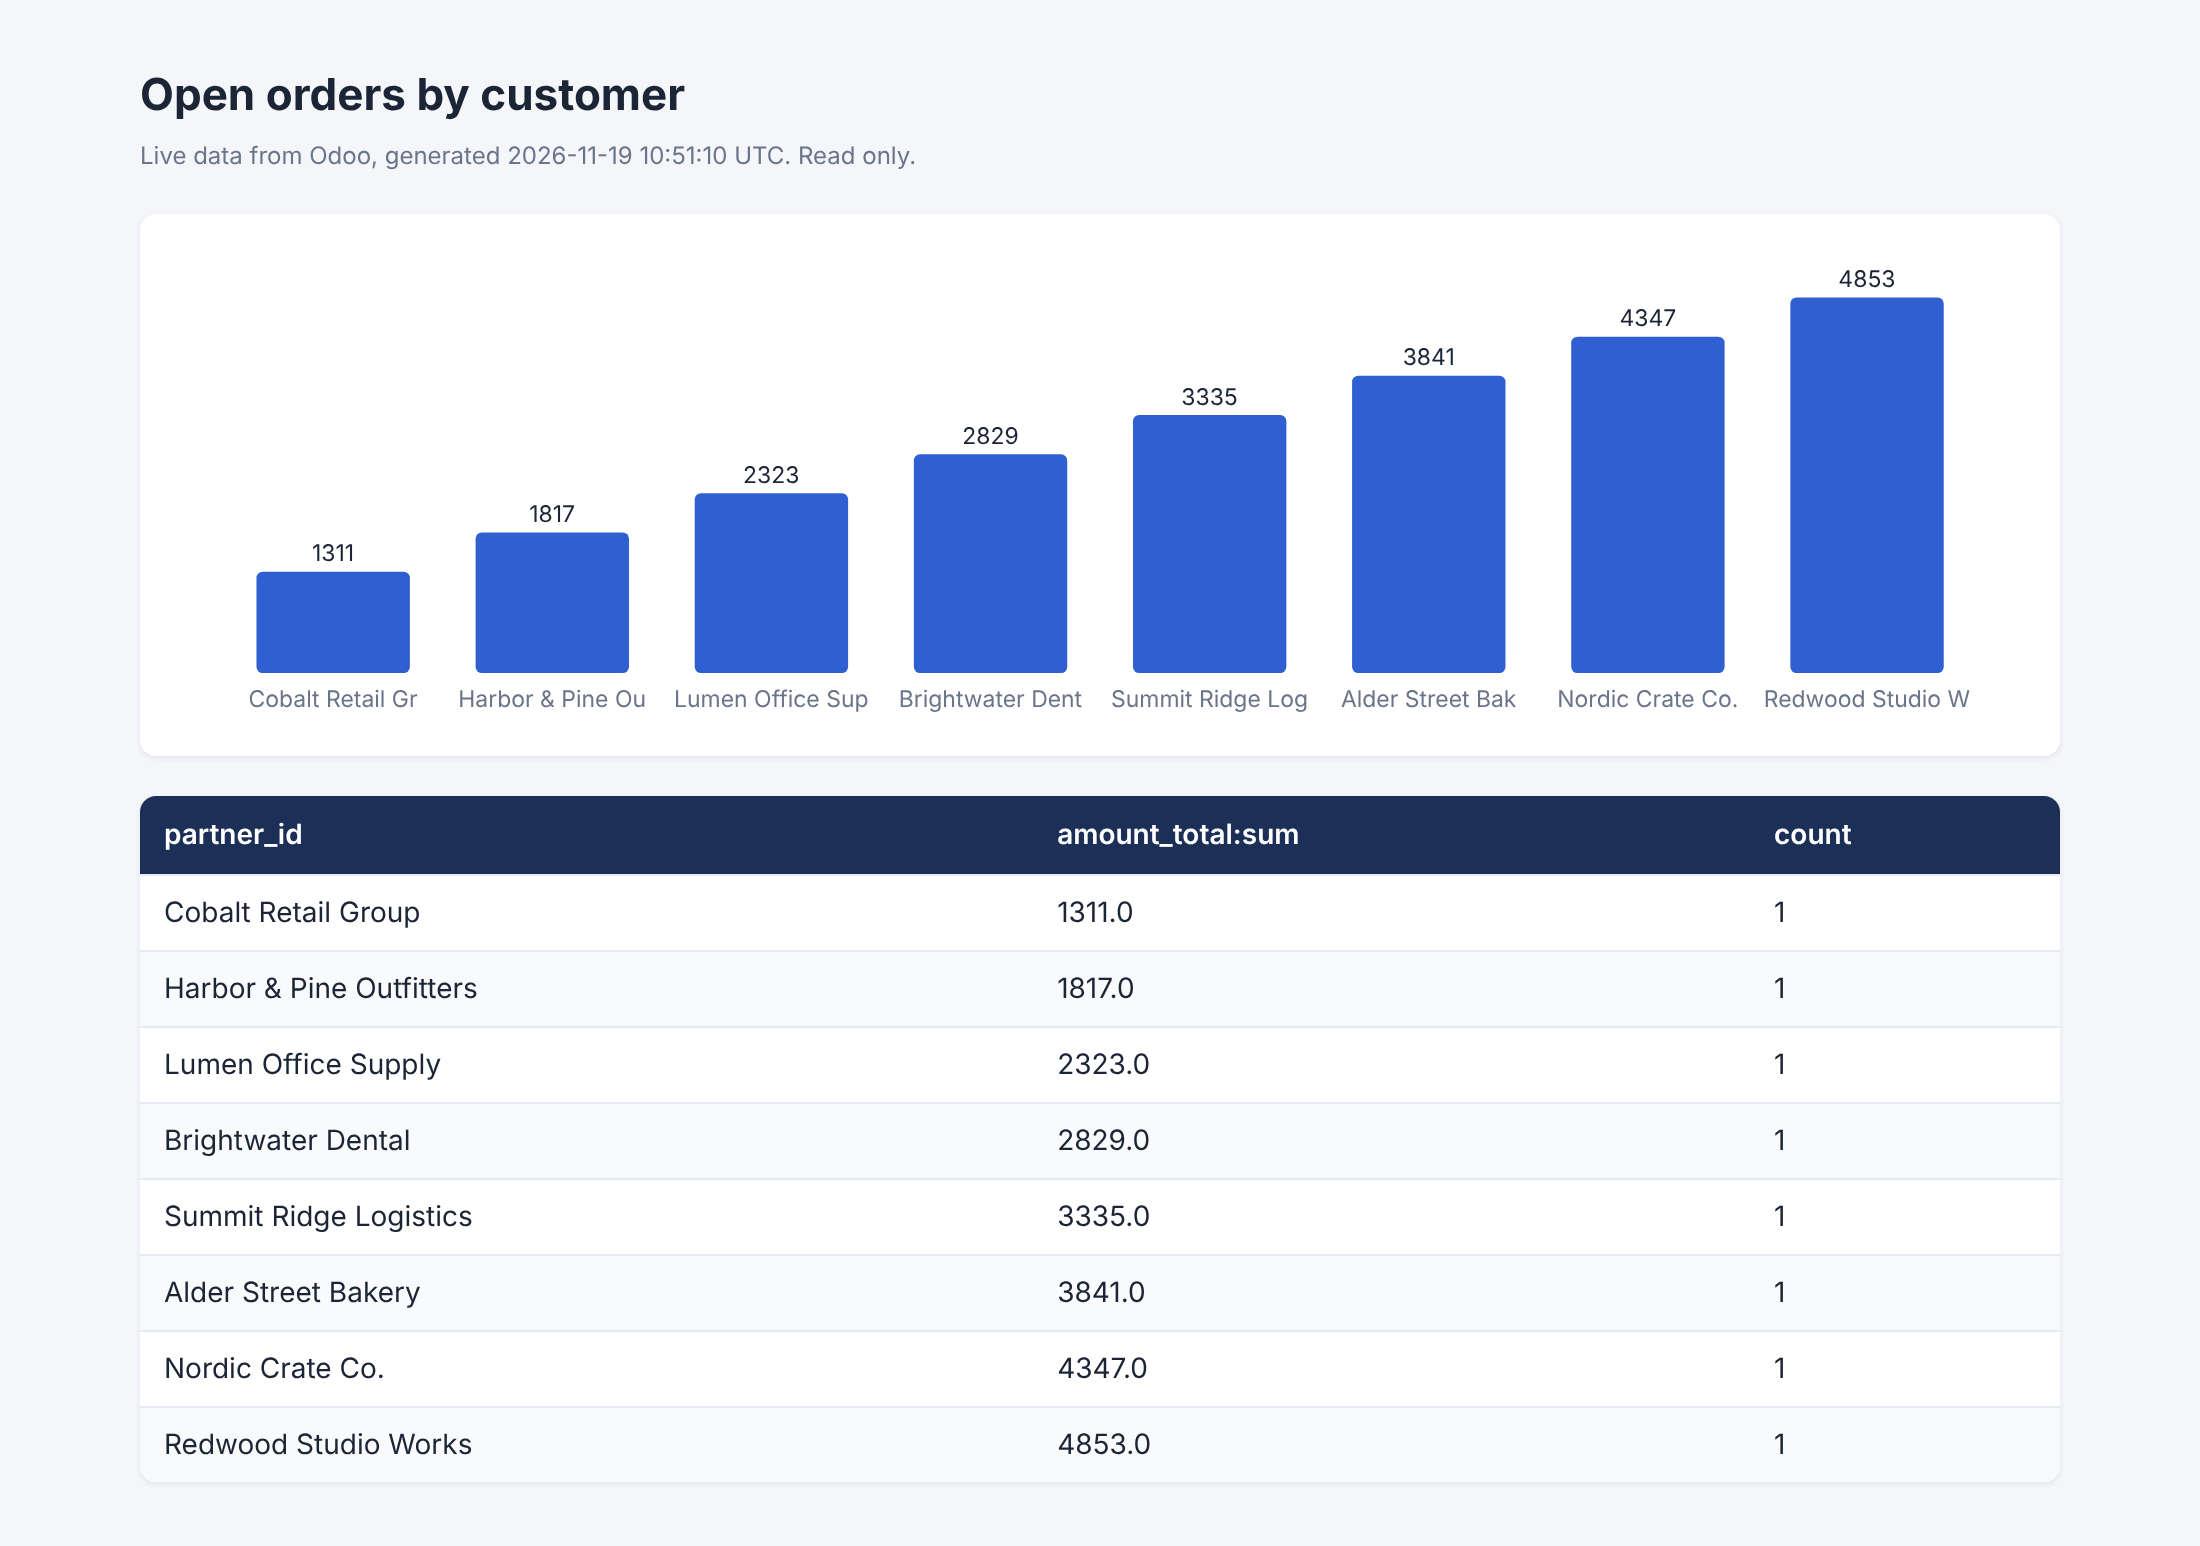 Open orders by customer
Live data from Odoo, generated 2026-11-19 10:51:10 UTC. Read only.
1311
1817
2323
2829
3335
3841
4347
4853
Cobalt Retail Gr
Harbor & Pine Ou
Lumen Office Sup
Brightwater Dent
Summit Ridge Log
Alder Street Bak
Nordic Crate Co.
Redwood Studio W
partner_id amount_total:sum count
Cobalt Retail Group 1311.0 1
Harbor & Pine Outfitters 1817.0 1
Lumen Office Supply 2323.0 1
Brightwater Dental 2829.0 1
Summit Ridge Logistics 3335.0 1
Alder Street Bakery 3841.0 1
Nordic Crate Co. 4347.0 1
Redwood Studio Works 4853.0 1